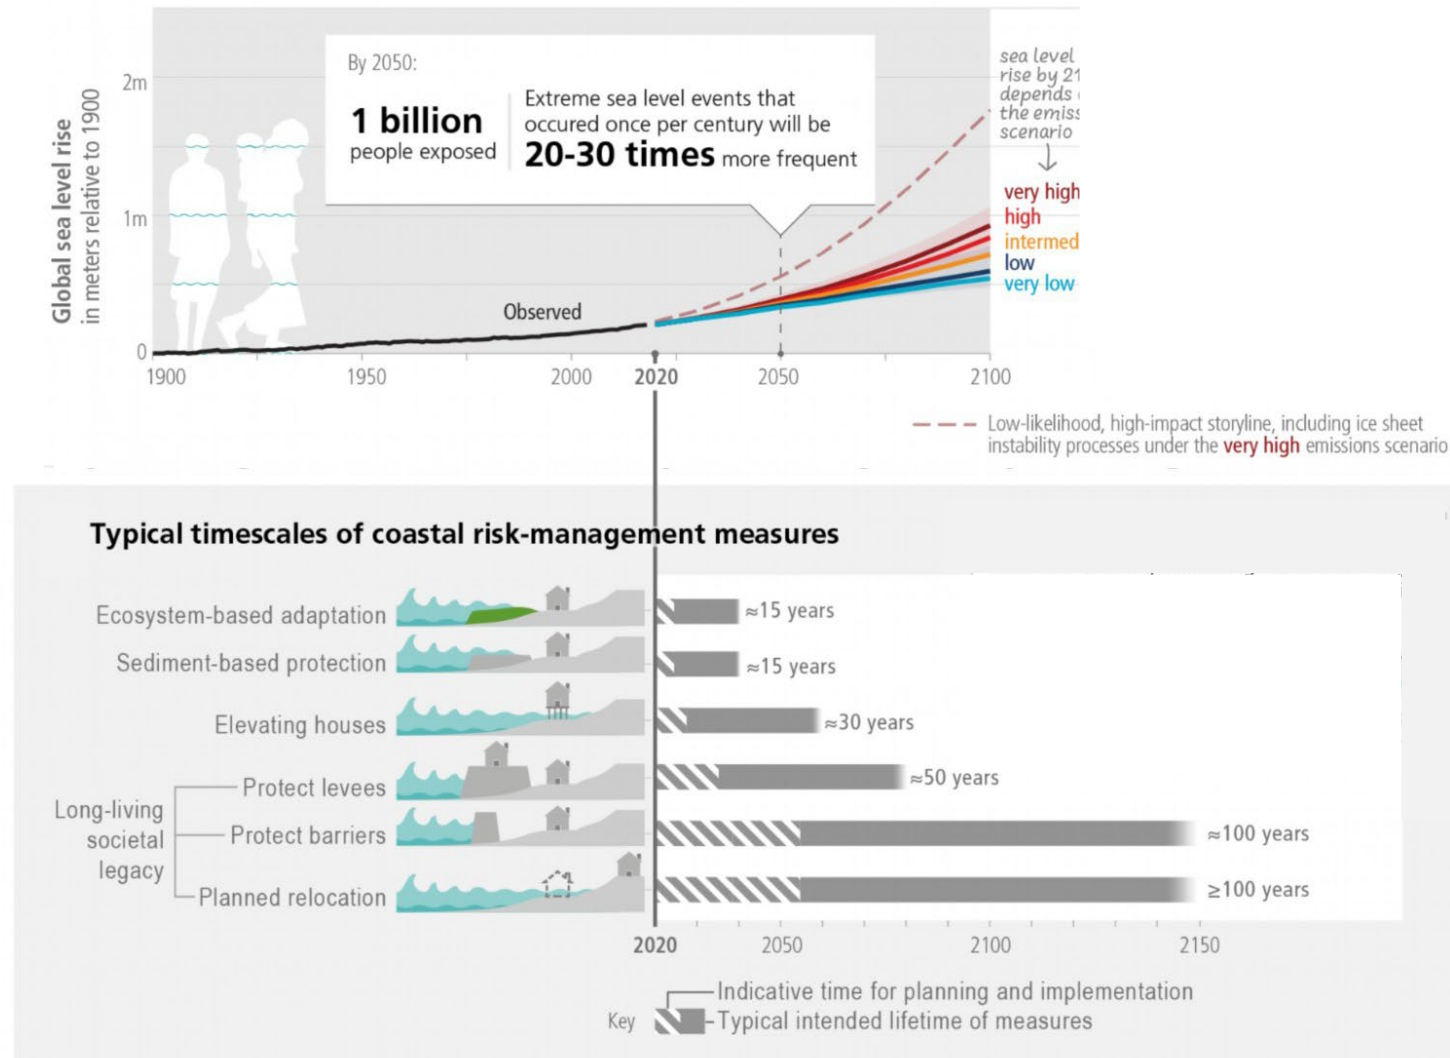 By 2050:
1 billion
people exposed
Extreme sea level events that
occured once per century will be
20-30 times more frequent
sea level
rise by 21
depends
the emiss
scenario
very high
high
intermed
low
very low
Global sea level rise
in meters relative to 1900
2m
1m
0
Observed
1900
1950
2000
2020
2050
2100
Low-likelihood, high-impact storyline, including ice sheet
instability processes under the very high emissions scenario
Typical timescales of coastal risk-management measures
Ecosystem-based adaptation
≈15 years
Sediment-based protection
≈15 years
Elevating houses
≈30 years
Long-living
societal
legacy
Protect levees
≈50 years
Protect barriers
≈100 years
Planned relocation
≥100 years
2020
2050
2100
2150
Key
Indicative time for planning and implementation
Typical intended lifetime of measures